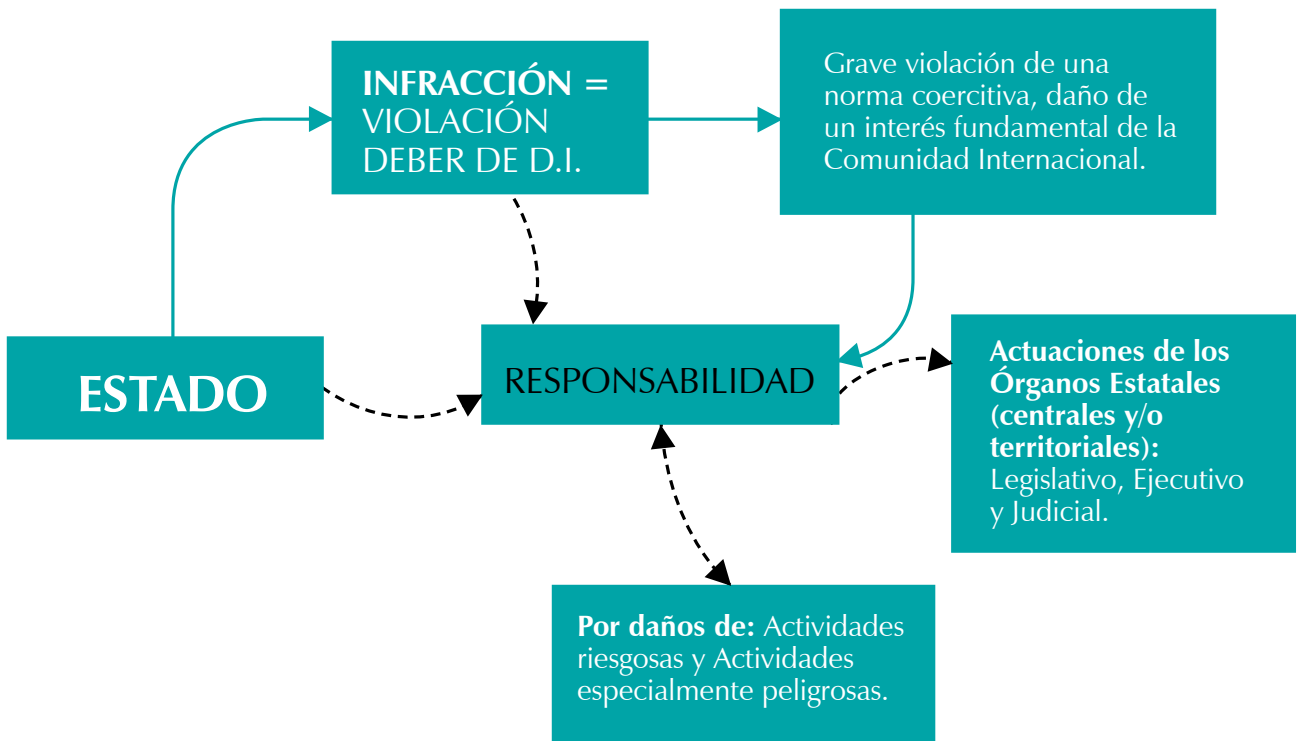 INFRACCIÓN =
VIOLACIÓN
DEBER DE D.I.
Grave violación de una
norma coercitiva, daño de
un interés fundamental de la
Comunidad Internacional.
ESTADO
RESPONSABILIDAD
Actuaciones de los
Órganos Estatales
(centrales y/o
territoriales):
Legislativo, Ejecutivo
y Judicial.
Por daños de: Actividades
riesgosas y Actividades
especialmente peligrosas.